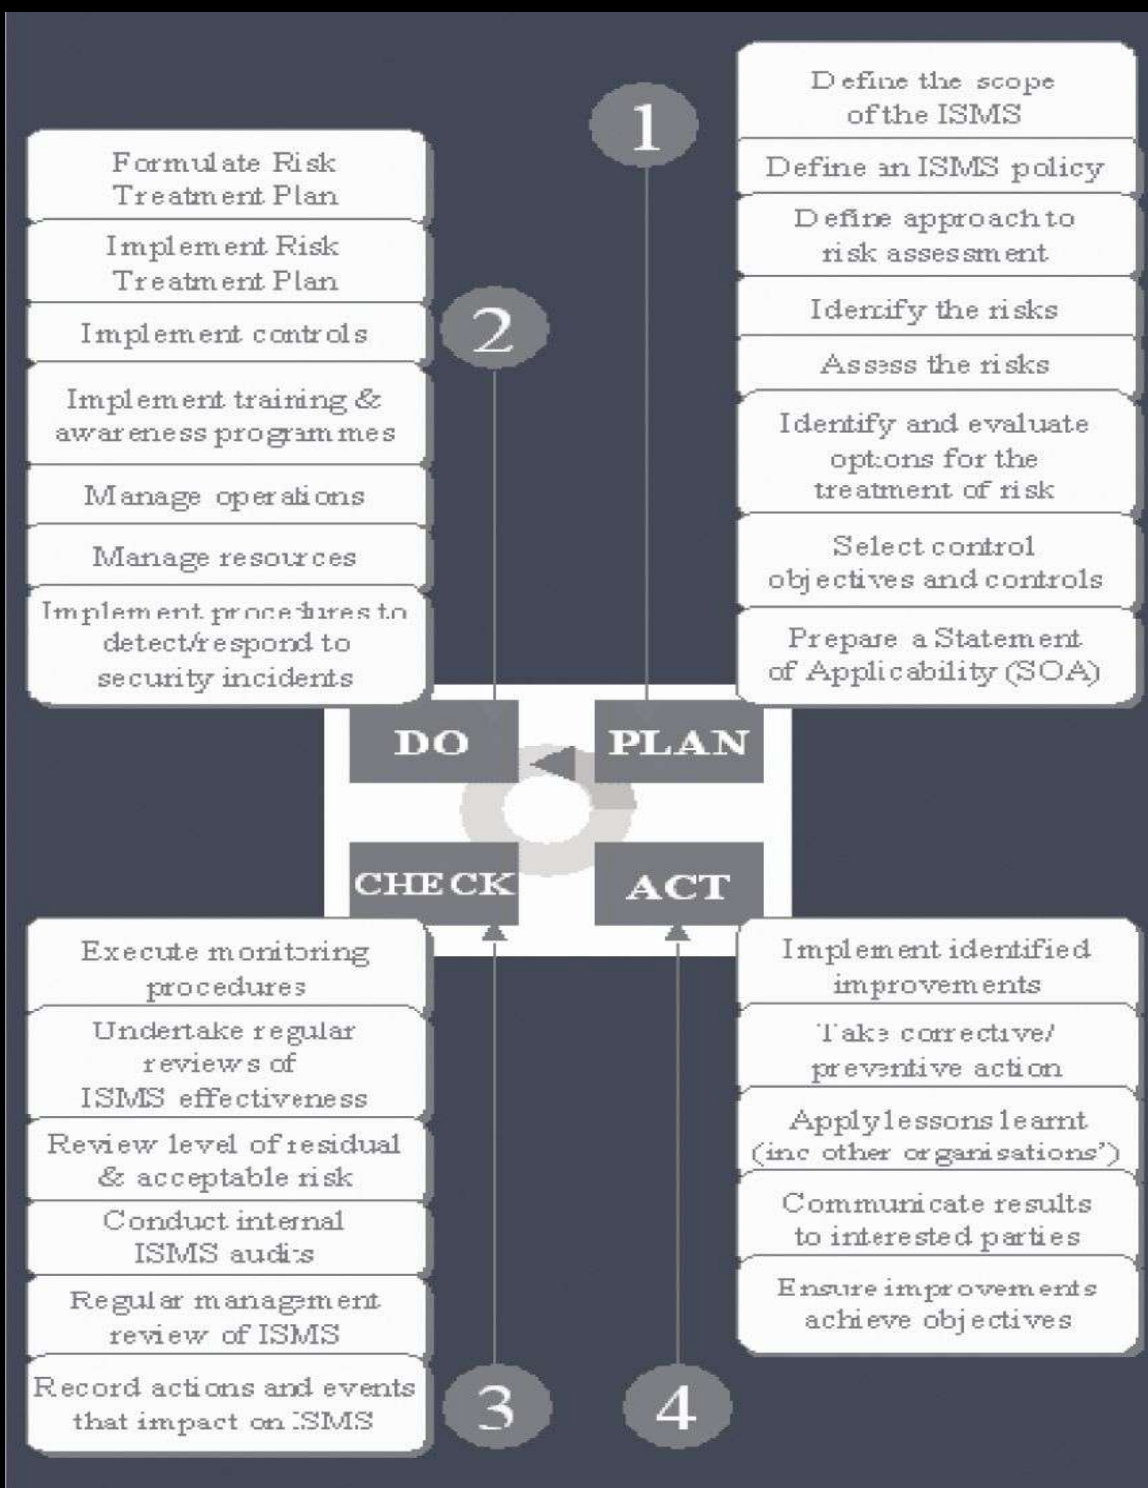 1
Define the scope
of the ISMS
Define an ISMS policy
Define approach to
risk assessment
Identify the risks
Assess the risks
Identify and evaluate
options for the
treatment of risk
Select control
objectives and controls
Prepare a Statement
of Applicability (SOA)
2
Formulate Risk
Treatment Plan
Implement Risk
Treatment Plan
Implement controls
Implement training &
awareness programmes
Manage operations
Manage resources
Implement procedures to
detect/respond to
security incidents
DO
PLAN
CHECK
ACT
Execute monitoring
procedures
Undertake regular
reviews of
ISMS effectiveness
Review level of residual
& acceptable risk
Conduct internal
ISMS audits
Regular management
review of ISMS
Record actions and events
that impact on ISMS
3
Implement identified
improvements
Take corrective/
preventive action
Apply lessons learnt
(inc other organisations')
Communicate results
to interested parties
Ensure improvements
achieve objectives
4